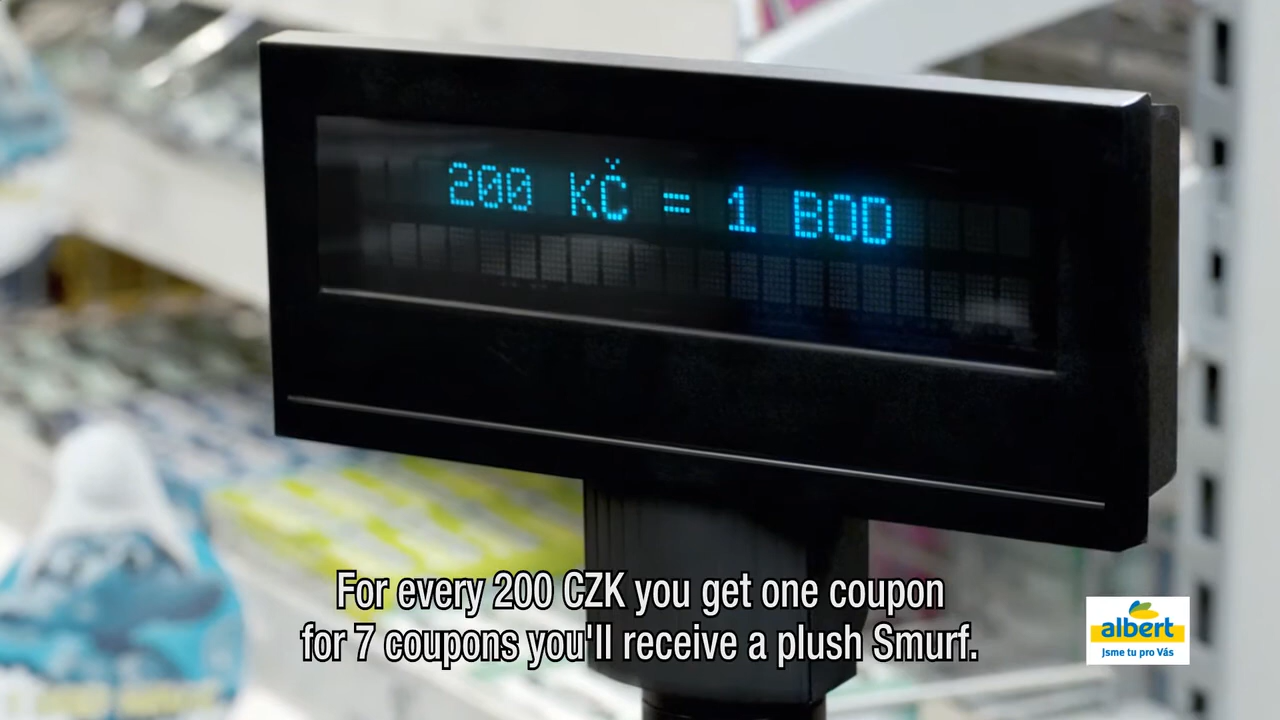 200 KČ = 1 BOD
For every 200 CZK you get one coupon
for 7 coupons you'll receive a plush Smurf.
albert
Jsme tu pro Vás